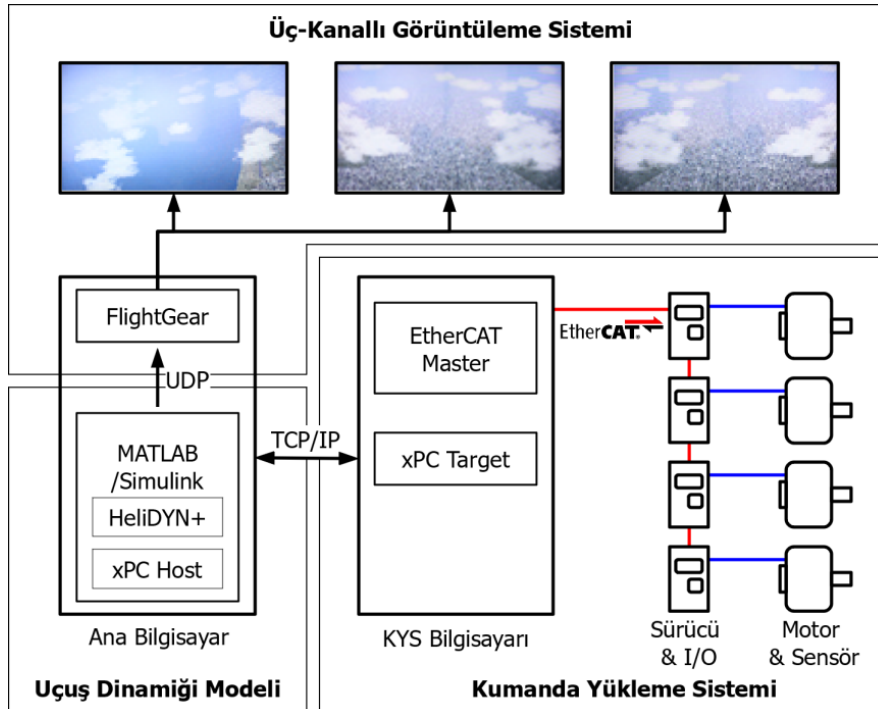 Üç-Kanallı Görüntüleme Sistemi
FlightGear
UDP
MATLAB
/Simulink
HeliDYN+
xPC Host
Ana Bilgisayar
Uçuş Dinamiği Modeli
TCP/IP
EtherCAT
Master
xPC Target
KYS Bilgisayarı
EtherCAT®
Sürücü
& I/O
Motor
& Sensör
Kumanda Yükleme Sistemi